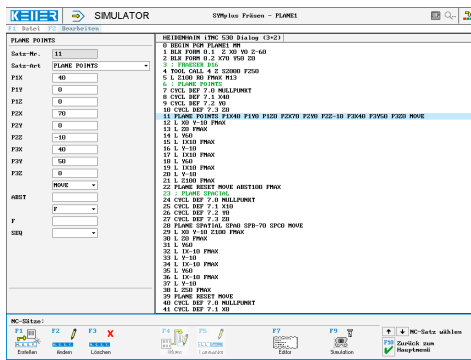 KELLER SIMULATOR SYMplus Fräsen - PLANE1
F1 Datei F2 Bearbeiten
PLANE POINTS
Satz-Nr. 11
Satz-Art PLANE POINTS
P1X 40
P1Y 0
P1Z 0
P2X 70
P2Y 0
P2Z -10
P3X 40
P3Y 50
P3Z 0
MOVE
ABST
F
F
SEQ
HEIDENHAIN iTNC 530 Dialog (3+2)
0 BEGIN PGM PLANE1 MM
1 BLK FORM 0.1 Z X0 Y0 Z-60
2 BLK FORM 0.2 X70 Y50 Z0
3 ; FRAESER D16
4 TOOL CALL 4 Z S2000 F250
5 L Z100 R0 FMAX M13
6 ; PLANE POINTS
7 CYCL DEF 7.0 NULLPUNKT
8 CYCL DEF 7.1 X40
9 CYCL DEF 7.2 Y0
10 CYCL DEF 7.3 Z0
11 PLANE POINTS P1X40 P1Y0 P1Z0 P2X70 P2Y0 P2Z-10 P3X40 P3Y50 P3Z0 MOVE
12 L X0 Y-10 FMAX
13 L Z0 FMAX
14 L Y60
15 L IX10 FMAX
16 L Y-10
17 L IX10 FMAX
18 L Y60
19 L IX10 FMAX
20 L Y-10
21 L Z100 FMAX
22 PLANE RESET MOVE ABST100 FMAX
23 ; PLANE SPACIAL
24 CYCL DEF 7.0 NULLPUNKT
25 CYCL DEF 7.1 X10
26 CYCL DEF 7.2 Y0
27 CYCL DEF 7.3 Z0
28 PLANE SPATIAL SPA0 SPB-70 SPC0 MOVE
29 L X0 Y-10 Z100 FMAX
30 L Z0 FMAX
31 L Y60
32 L IX-10 FMAX
33 L Y-10
34 L IX-10 FMAX
35 L Y60
36 L IX-10 FMAX
37 L Y-10
38 L Z50 FMAX
39 PLANE RESET MOVE
40 CYCL DEF 7.0 NULLPUNKT
41 CYCL DEF 7.1 X0
NC-Sätze:
F1 F2 F3 F4 F5 F7 F9 NC-Satz wählen
F10 Zurück zum Hauptmenü
Erstellen Ändern Löschen Editor Simulation